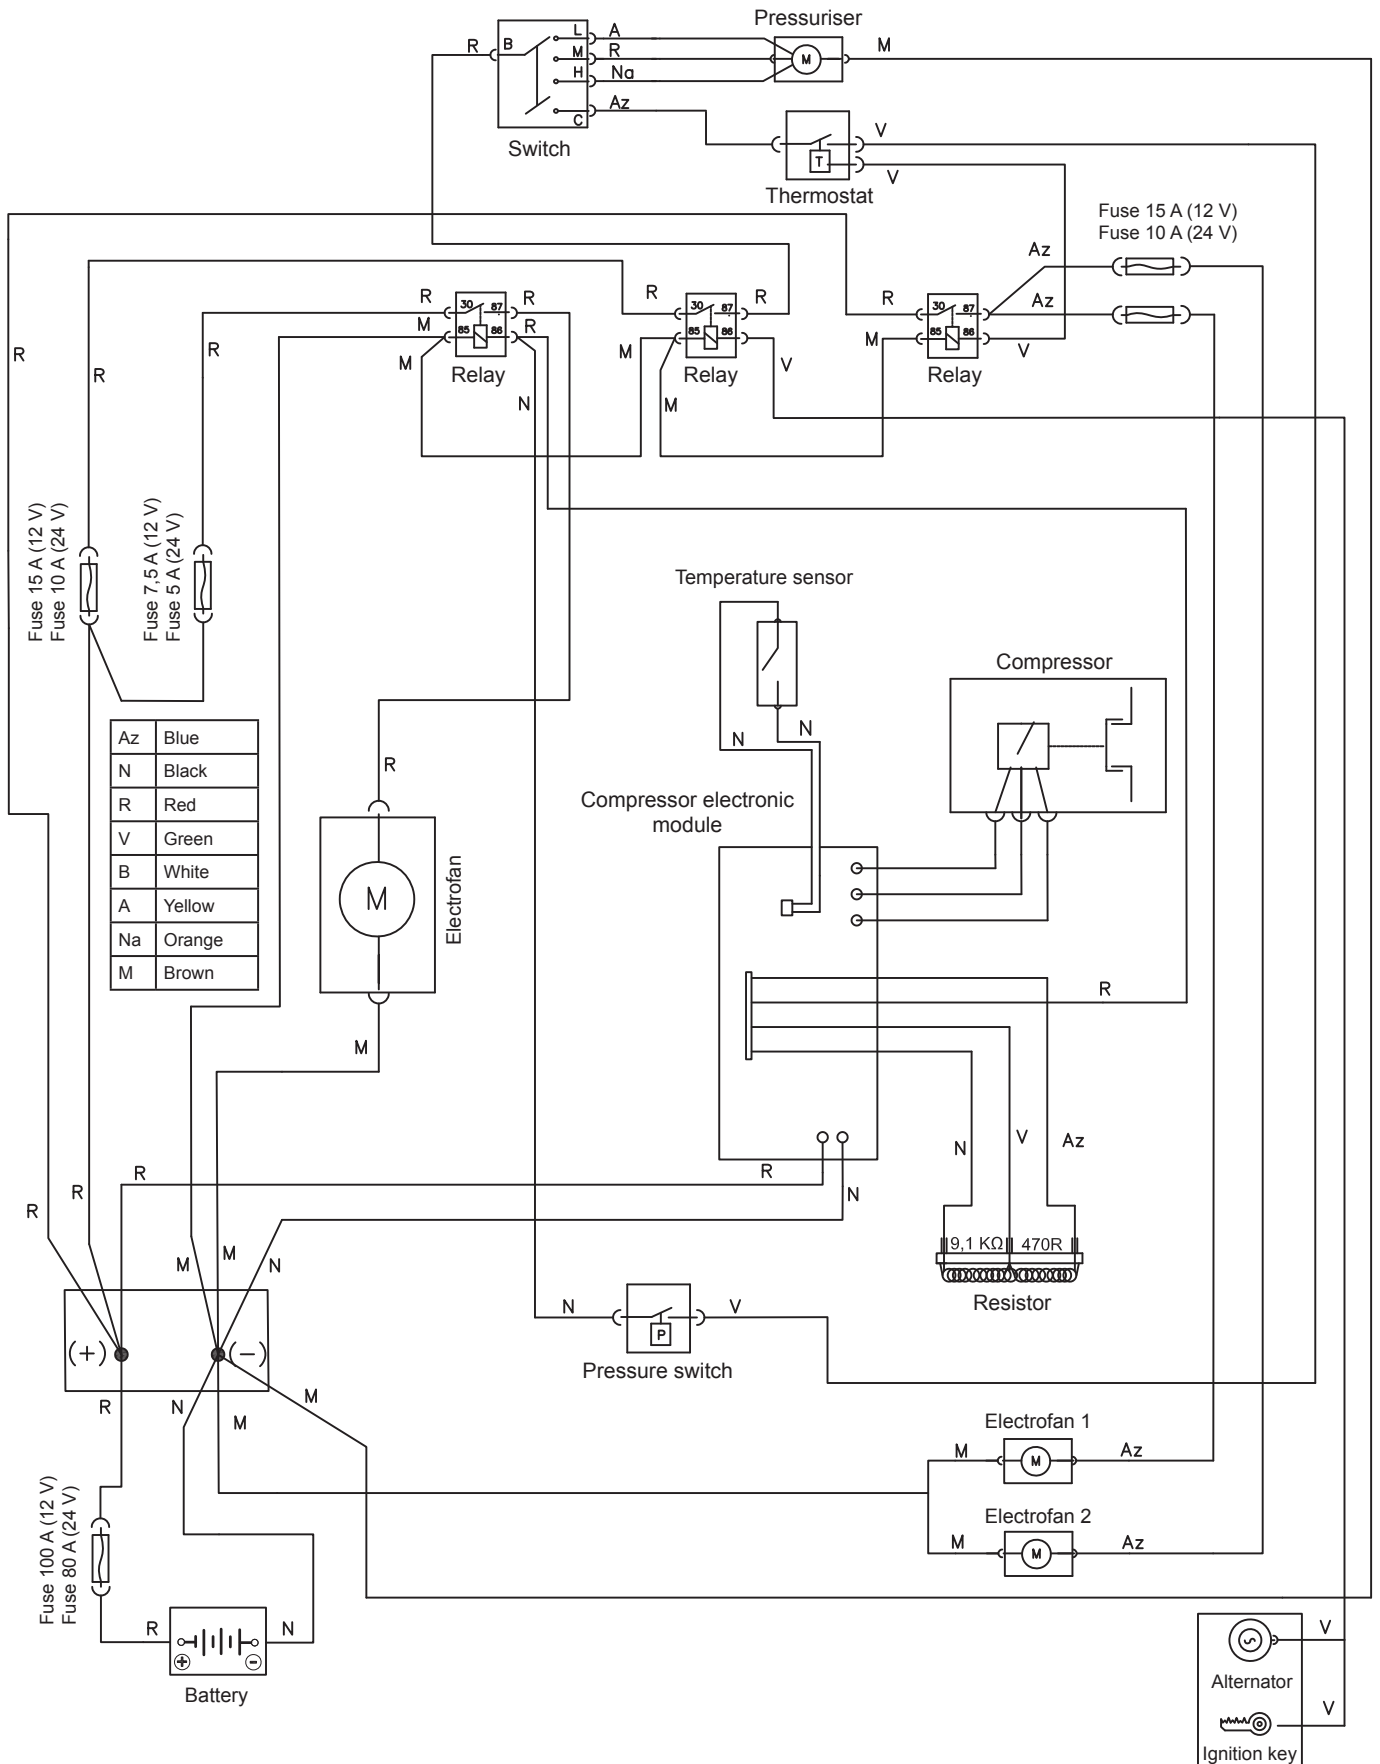 Pressuriser
R
B
L
M
H
C
A
R
Na
Az
M
M
Switch
T
V
V
Thermostat
Fuse 15 A (12 V)
Fuse 10 A (24 V)
Az
Az
R
M
30
87
85
86
R
R
M
N
Relay
R
M
30
87
85
86
R
V
M
Relay
R
M
30
87
85
86
V
Relay
R
R
R
Fuse 15 A (12 V)
Fuse 10 A (24 V)
Fuse 7,5 A (12 V)
Fuse 5 A (24 V)
Temperature sensor
N
N
Compressor
Compressor electronic
module
Az Blue
N Black
R Red
V Green
B White
A Yellow
Na Orange
M Brown
R
M
Electrofan
M
R
N
V
Az
R
N
9,1 KΩ
470R
Resistor
R
R
R
M
M
N
(+)
(-)
R
N
M
M
N
P
V
Pressure switch
Fuse 100 A (12 V)
Fuse 80 A (24 V)
Electrofan 1
M
M
Az
Electrofan 2
M
M
Az
R
N
+
-
Battery
V
Alternator
V
Ignition key